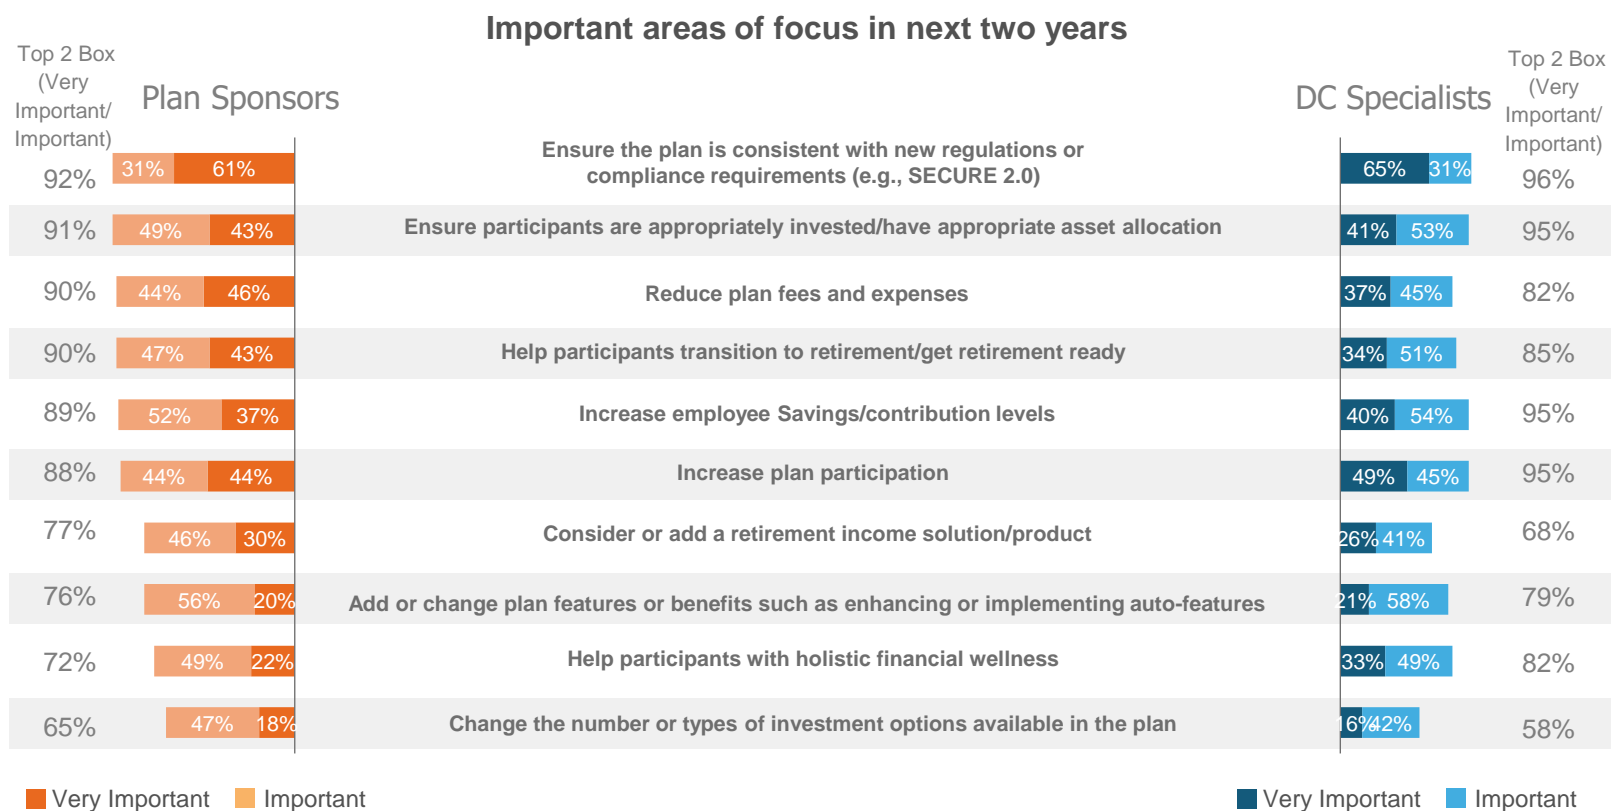 Important areas of focus in next two years
Top 2 Box
(Very
Important/
Important)
Plan Sponsors
DC Specialists
Top 2 Box
(Very
Important/
Important)
92%
31%
61%
Ensure the plan is consistent with new regulations or
compliance requirements (e.g., SECURE 2.0)
65%
31%
96%
91%
49%
43%
Ensure participants are appropriately invested/have appropriate asset allocation
41%
53%
95%
90%
44%
46%
Reduce plan fees and expenses
37%
45%
82%
90%
47%
43%
Help participants transition to retirement/get retirement ready
34%
51%
85%
89%
52%
37%
Increase employee Savings/contribution levels
40%
54%
95%
88%
44%
44%
Increase plan participation
49%
45%
95%
77%
46%
30%
Consider or add a retirement income solution/product
26%
41%
68%
76%
56%
20%
Add or change plan features or benefits such as enhancing or implementing auto-features
21%
58%
79%
72%
49%
22%
Help participants with holistic financial wellness
33%
49%
82%
65%
47%
18%
Change the number or types of investment options available in the plan
16%
42%
58%
Very Important
Important
Very Important
Important